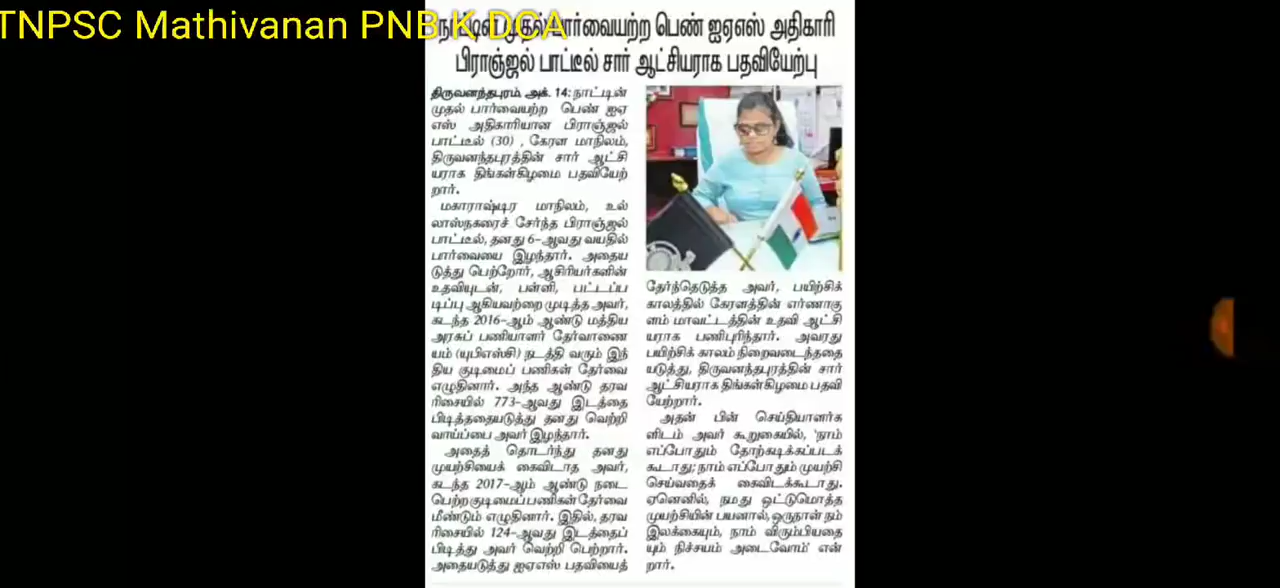 TNPSC Mathivanan PNB K DCA
நாட்டின் முதல் பார்வையற்ற பெண் ஐஏஎஸ் அதிகாரி
பிராஞ்ஜல் பாட்டீல் சார் ஆட்சியராக பதவியேற்பு
திருவனந்தபுரம், அக். 14: நாட்டின்
முதல் பார்வையற்ற பெண் ஐஏ
எஸ் அதிகாரியான பிராஞ்ஜல்
பாட்டீல் (30) , கேரள மாநிலம்,
திருவனந்தபுரத்தின் சார் ஆட்சி
யராக திங்கள்கிழமை பதவியேற்
றார்.
மகாராஷ்டிர மாநிலம், உல்
லாஸ்நகரைச் சேர்ந்த பிராஞ்ஜல்
பாட்டீல், தனது 6-ஆவது வயதில்
பார்வையை இழந்தார். அதைய
டுத்து பெற்றோர், ஆசிரியர்களின்
உதவியுடன், பள்ளி, பட்டப்ப
டிப்பு ஆகியவற்றை முடித்த அவர்,
கடந்த 2016-ஆம் ஆண்டு மத்திய
அரசுப் பணியாளர் தேர்வாணை
யம் (யுபிஎஸ்சி) நடத்தி வரும் இந்
திய குடிமைப் பணிகள் தேர்வை
எழுதினார். அந்த ஆண்டு தரவ
ரிசையில் 773-ஆவது இடத்தை
பிடித்ததையடுத்து தனது வெற்றி
வாய்ப்பை அவர் இழந்தார்.
அதைத் தொடர்ந்து தனது
முயற்சியைக் கைவிடாத அவர்,
கடந்த 2017-ஆம் ஆண்டு நடை
பெற்ற குடிமைப் பணிகள் தேர்வை
மீண்டும் எழுதினார். இதில், தரவ
ரிசையில் 124-ஆவது இடத்தைப்
பிடித்து அவர் வெற்றி பெற்றார்.
அதையடுத்து ஐஏஎஸ் பதவியைத்
தேர்ந்தெடுத்த அவர், பயிற்சிக்
காலத்தில் கேரளத்தின் எர்ணாகு
ளம் மாவட்டத்தின் உதவி ஆட்சி
யராக பணிபுரிந்தார். அவரது
பயிற்சிக் காலம் நிறைவடைந்ததை
யடுத்து, திருவனந்தபுரத்தின் சார்
ஆட்சியராக திங்கள்கிழமை பதவி
யேற்றார்.
அதன் பின் செய்தியாளர்க
ளிடம் அவர் கூறுகையில், 'நாம்
எப்போதும் தோற்கடிக்கப்படக்
கூடாது; நாம் எப்போதும் முயற்சி
செய்வதைக் கைவிடக்கூடாது.
ஏனெனில், நமது ஒட்டுமொத்த
முயற்சியின் பயனால், ஒருநாள் நம்
இலக்கையும், நாம் விரும்பியதை
யும் நிச்சயம் அடைவோம்' என்
றார்.